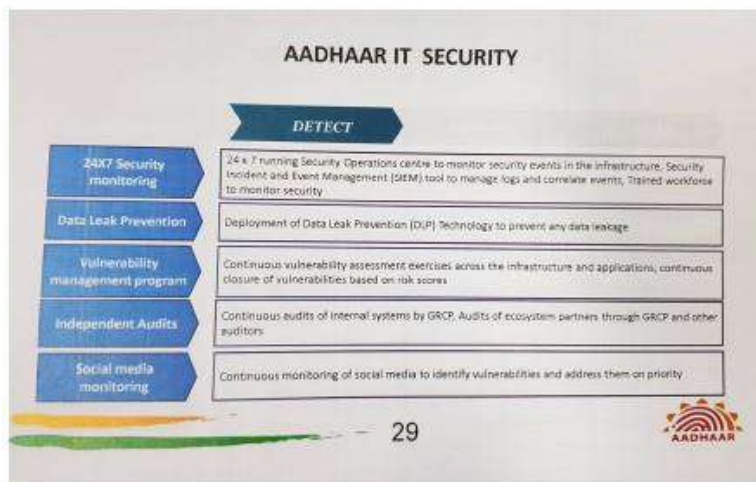 AADHAAR IT SECURITY
DETECT
24X7 Security
monitoring
24 x 7 running Security Operations centre to monitor security events in the infrastructure, Security
Incident and Event Management (SIEM) tool to manage logs and correlate events, Trained workforce
to monitor security
Data Leak Prevention
Deployment of Data Leak Prevention (DLP) Technology to prevent any data leakage
Vulnerability
management program
Continuous vulnerability assessment exercises across the infrastructure and applications, continuous
closure of vulnerabilities based on risk scores
Independent Audits
Continuous audits of internal systems by GRCP, Audits of ecosystem partners through GRCP and other
auditors
Social media
monitoring
Continuous monitoring of social media to identify vulnerabilities and address them on priority
29
AADHAAR